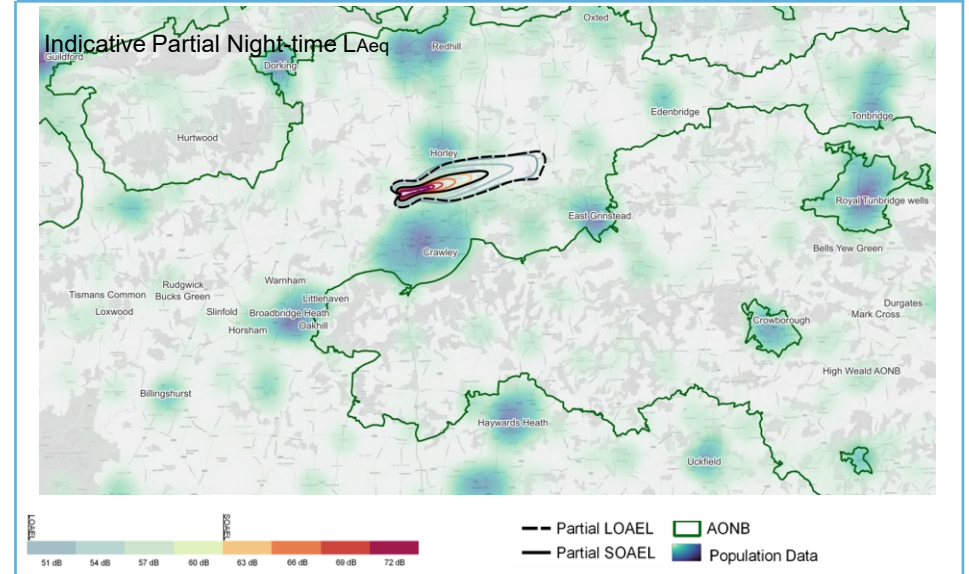 Oxted
Indicative Partial Night-time LAeq
Guildford
Redhill
Dorking
Edenbridge
Tonbridge
Hurtwood
Horley
Royal Tunbridge wells
East Grinstead
Bells Yew Green
Crawley
Warnham
Rudgwick
Tismans Common
Bucks Green
Littlehaven
Durgates
Loxwood
Slinfold
Broadbridge Heath
Mark Cross
Crowborough
Horsham
Oakhill
High Weald AONB
Billingshurst
Haywards Heath
Uckfield
LOAEL
SOAEL
51 dB 54 dB 57 dB 60 dB 63 dB 66 dB 69 dB 72 dB
Partial LOAEL
AONB
Partial SOAEL
Population Data